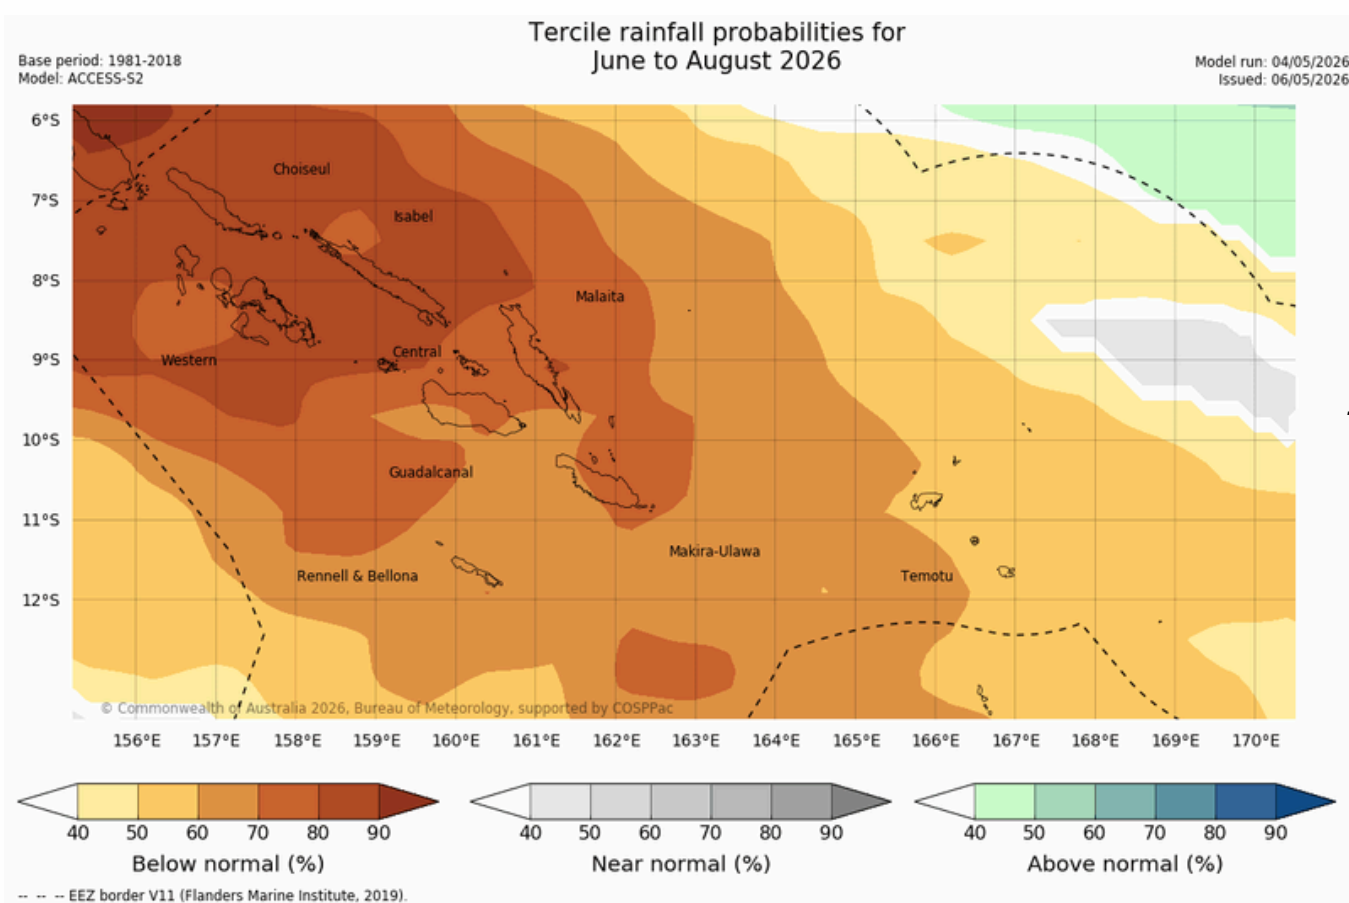 Tercile rainfall probabilities for
June to August 2026
Base period: 1981-2018
Model: ACCESS-S2
Model run: 04/05/2026
Issued: 06/05/2026
6°S
7°S
8°S
9°S
10°S
11°S
12°S
Choiseul
Isabel
Malaita
Central
Western
Guadalcanal
Makira-Ulawa
Rennell & Bellona
Temotu
© Commonwealth of Australia 2026, Bureau of Meteorology, supported by COSPPac
156°E 157°E 158°E 159°E 160°E 161°E 162°E 163°E 164°E 165°E 166°E 167°E 168°E 169°E 170°E
40 50 60 70 80 90
Below normal (%)
40 50 60 70 80 90
Near normal (%)
40 50 60 70 80 90
Above normal (%)
-- -- -- EEZ border V11 (Flanders Marine Institute, 2019).